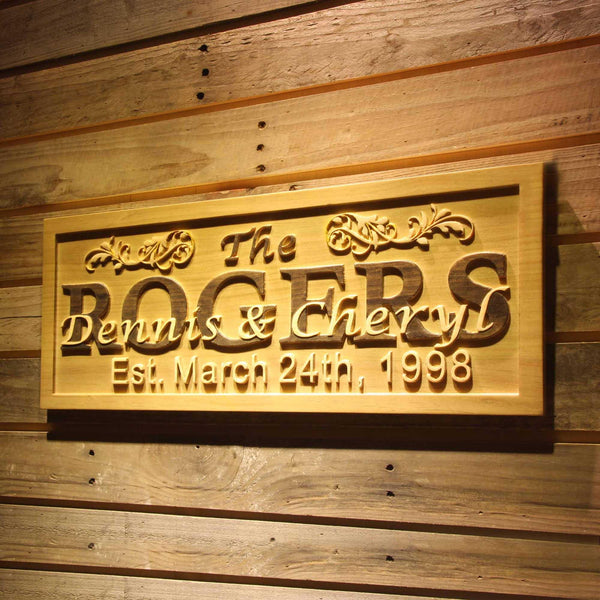 The
ROGERS
Dennis & Cheryl
Est. March 24th, 1998